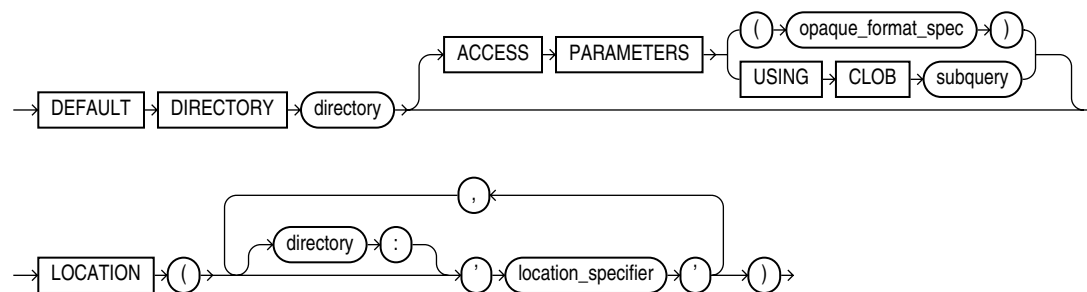 ACCESS PARAMETERS ( opaque_format_spec )
USING CLOB subquery
DEFAULT DIRECTORY directory
,
directory :
LOCATION ( ' location_specifier ' )